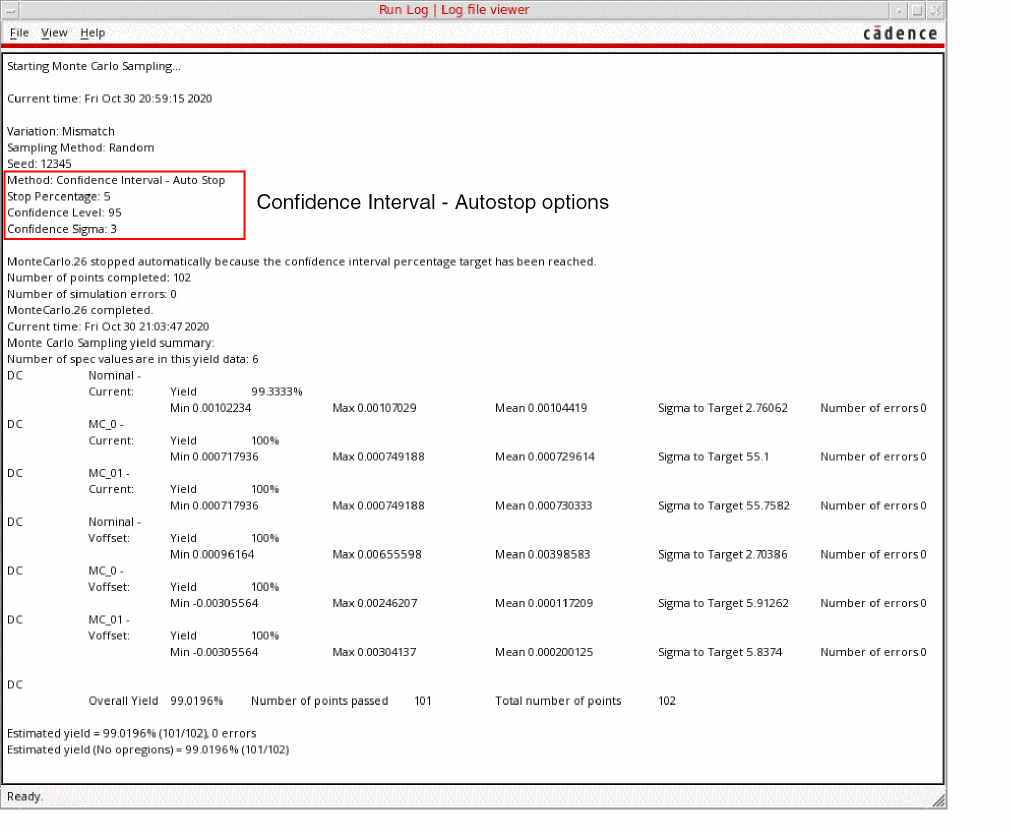 Run Log | Log file viewer
File View Help
cādence
Starting Monte Carlo Sampling...
Current time: Fri Oct 30 20:59:15 2020
Variation: Mismatch
Sampling Method: Random
Seed: 12345
Method: Confidence Interval - Auto Stop
Stop Percentage: 5
Confidence Level: 95
Confidence Sigma: 3
Confidence Interval - Autostop options
MonteCarlo.26 stopped automatically because the confidence interval percentage target has been reached.
Number of points completed: 102
Number of simulation errors: 0
MonteCarlo.26 completed.
Current time: Fri Oct 30 21:03:47 2020
Monte Carlo Sampling yield summary:
Number of spec values are in this yield data: 6
DC Nominal -
Current: Yield 99.3333%
Min 0.00102234 Max 0.00107029 Mean 0.00104419 Sigma to Target 2.76062 Number of errors 0
DC MC_0 -
Current: Yield 100%
Min 0.000717936 Max 0.000749188 Mean 0.000729614 Sigma to Target 55.1 Number of errors 0
DC MC_01 -
Current: Yield 100%
Min 0.000717936 Max 0.000749188 Mean 0.000730333 Sigma to Target 55.7582 Number of errors 0
DC Nominal -
Voffset: Yield 100%
Min 0.00096164 Max 0.00655598 Mean 0.00398583 Sigma to Target 2.70386 Number of errors 0
DC MC_0 -
Voffset: Yield 100%
Min -0.00305564 Max 0.00246207 Mean 0.000117209 Sigma to Target 5.91262 Number of errors 0
DC MC_01 -
Voffset: Yield 100%
Min -0.00305564 Max 0.00304137 Mean 0.000200125 Sigma to Target 5.8374 Number of errors 0
DC
Overall Yield 99.0196% Number of points passed 101 Total number of points 102
Estimated yield = 99.0196% (101/102), 0 errors
Estimated yield (No opregions) = 99.0196% (101/102)
Ready.